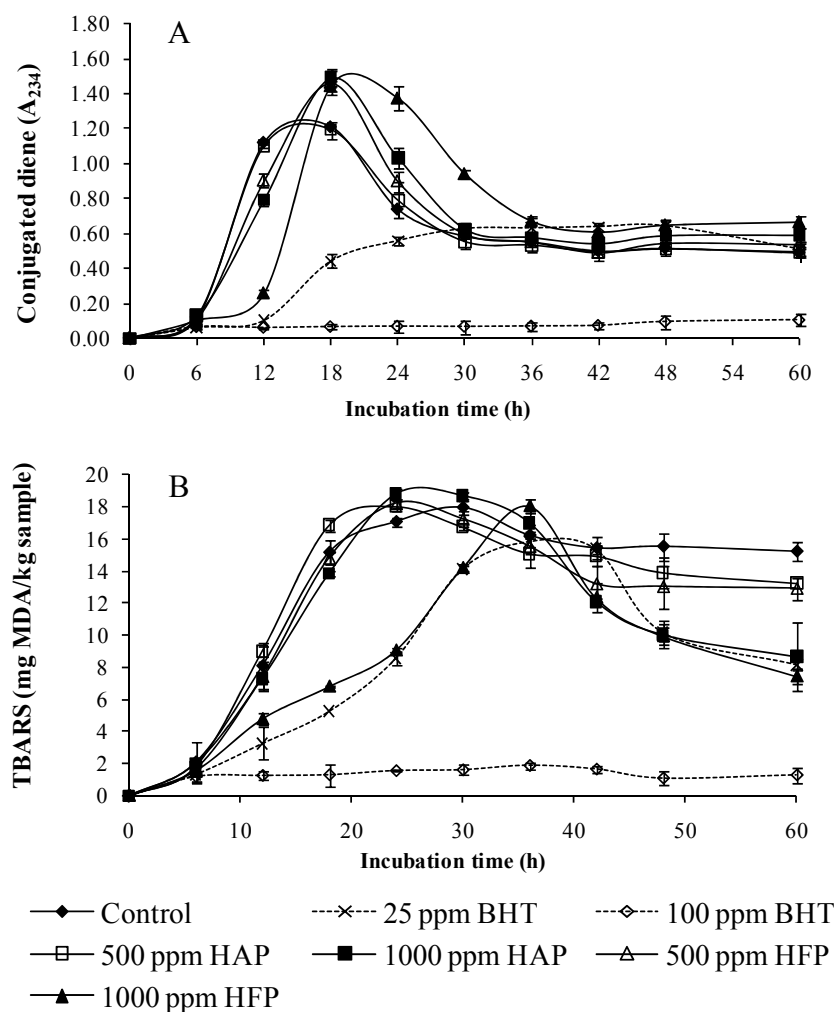 A
Conjugated diene (A₂₃₄)
1.80
1.60
1.40
1.20
1.00
0.80
0.60
0.40
0.20
0.00
0 6 12 18 24 30 36 42 48 54 60
Incubation time (h)
B
TBARS (mg MDA/kg sample)
20
18
16
14
12
10
8
6
4
2
0
0 10 20 30 40 50 60
Incubation time (h)
Control 25 ppm BHT 100 ppm BHT
500 ppm HAP 1000 ppm HAP 500 ppm HFP
1000 ppm HFP